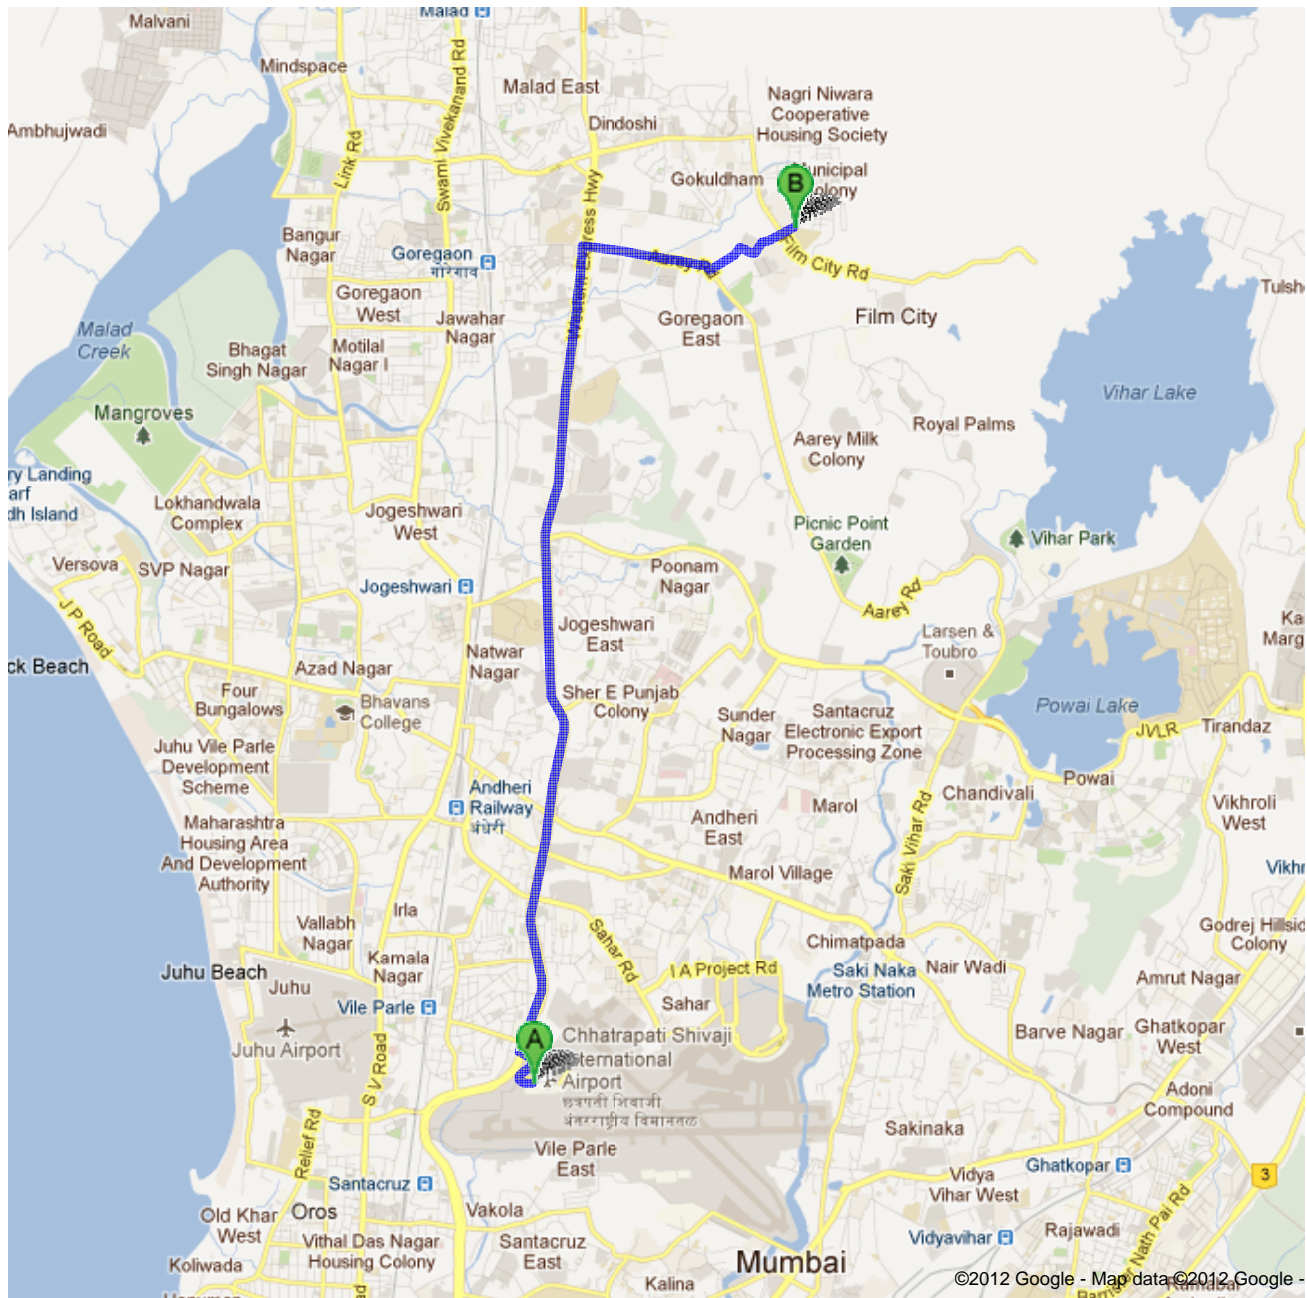 Malad
Malvani
Mindspace
Malad East
Nagri Niwara
Cooperative
Housing Society
Ambhujwadi
Dindoshi
Link Rd
Swami Vivekanand Rd
Gokuldham
B
Colony
Bangur
Nagar
Goregaon
गोरेगाव
Film City Rd
Goregaon
West
Jawahar
Nagar
Goregaon
East
Film City
Malad
Creek
Bhagat
Singh Nagar
Motilal
Nagar I
Vihar Lake
Mangroves
Royal Palms
Aarey Milk
Colony
Landing
Lokhandwala
Complex
Jogeshwari
West
Picnic Point
Garden
Vihar Park
Versova
SVP Nagar
Jogeshwari
Poonam
Nagar
Aarey Rd
J P Road
Jogeshwari
East
Larsen &
Toubro
Beach
Azad Nagar
Natwar
Nagar
Four
Bungalows
Bhavans
College
Sher E Punjab
Colony
Sunder
Nagar
Santacruz
Electronic Export
Processing Zone
Powai Lake
JVLR
Tirandaz
Juhu Vile Parle
Development
Scheme
Powai
Andheri
Railway
अंधेरी
Andheri
East
Marol
Chandivali
Vikhroli
West
Maharashtra
Housing Area
And Development
Authority
Saki Vihar Rd
Marol Village
Irla
Vallabh
Nagar
Sahar Rd
Chimatpada
Godrej Hillside
Colony
Juhu Beach
Juhu
Kamala
Nagar
I A Project Rd
Saki Naka
Metro Station
Nair Wadi
Amrut Nagar
Vile Parle
Sahar
Juhu Airport
S V Road
A
Chhatrapati Shivaji
International
Airport
छत्रपती शिवाजी
अंतरराष्ट्रीय विमानतळ
Barve Nagar
Ghatkopar
West
Adoni
Compound
Relief Rd
Vile Parle
East
Sakinaka
Ghatkopar
3
Santacruz
Vidya
Vihar West
Old Khar
West
Oros
Vakola
Rajawadi
Barrister Nath Pai Rd
Vithal Das Nagar
Housing Colony
Santacruz
East
Vidyavihar
Koliwada
Mumbai
Kalina
©2012 Google - Map data ©2012 Google -